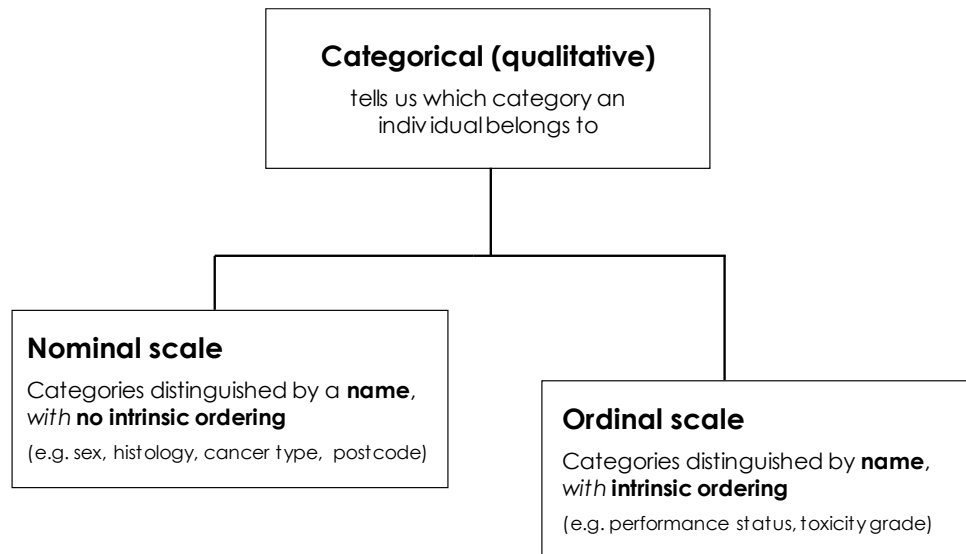 Categorical (qualitative)
tells us which category an
individual belongs to
Nominal scale
Categories distinguished by a name,
with no intrinsic ordering
(e.g. sex, histology, cancer type, postcode)
Ordinal scale
Categories distinguished by name,
with intrinsic ordering
(e.g. performance status, toxicity grade)